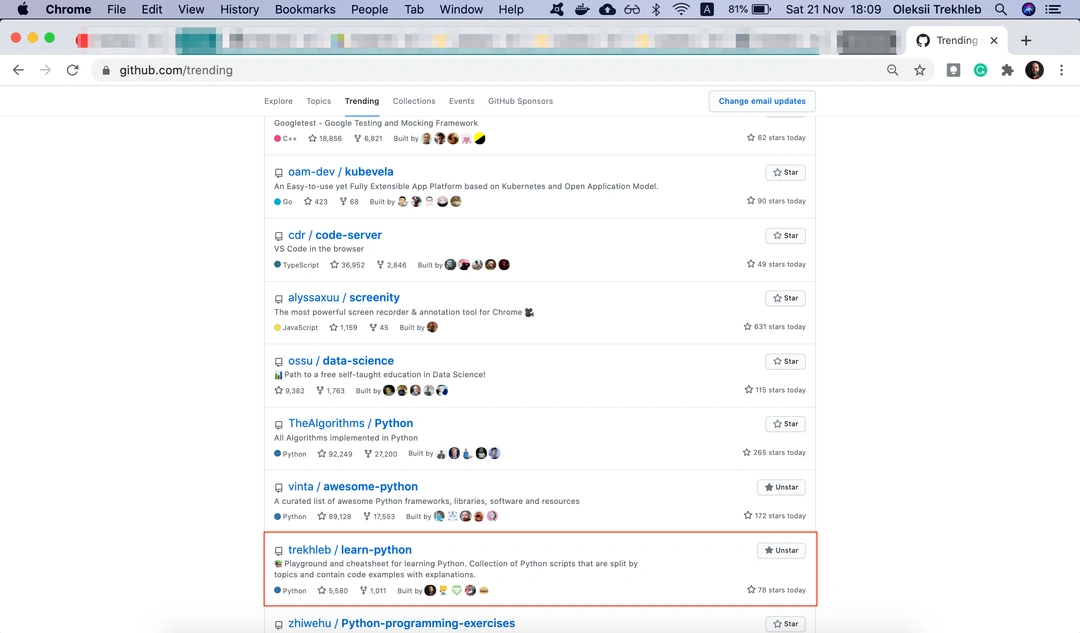 Chrome File Edit View History Bookmarks People Tab Window Help A 81% Sat 21 Nov 18:09 Oleksii Trekhleb
Trending
github.com/trending
Explore Topics Trending Collections Events GitHub Sponsors Change email updates
Googletest - Google Testing and Mocking Framework
C++ 18,856 6,821 Built by 62 stars today
oam-dev / kubevela Star
An Easy-to-use yet Fully Extensible App Platform based on Kubernetes and Open Application Model.
Go 423 68 Built by 90 stars today
cdr / code-server Star
VS Code in the browser
TypeScript 36,952 2,846 Built by 49 stars today
alyssaxuu / screenity Star
The most powerful screen recorder & annotation tool for Chrome 🎥
JavaScript 1,159 45 Built by 631 stars today
ossu / data-science Star
📊 Path to a free self-taught education in Data Science!
9,382 1,763 Built by 115 stars today
TheAlgorithms / Python Star
All Algorithms implemented in Python
Python 92,249 27,200 Built by 265 stars today
vinta / awesome-python Unstar
A curated list of awesome Python frameworks, libraries, software and resources
Python 89,128 17,553 Built by 172 stars today
trekhleb / learn-python Unstar
📚 Playground and cheatsheet for learning Python. Collection of Python scripts that are split by
topics and contain code examples with explanations.
Python 5,580 1,011 Built by 78 stars today
zhiwehu / Python-programming-exercises Star